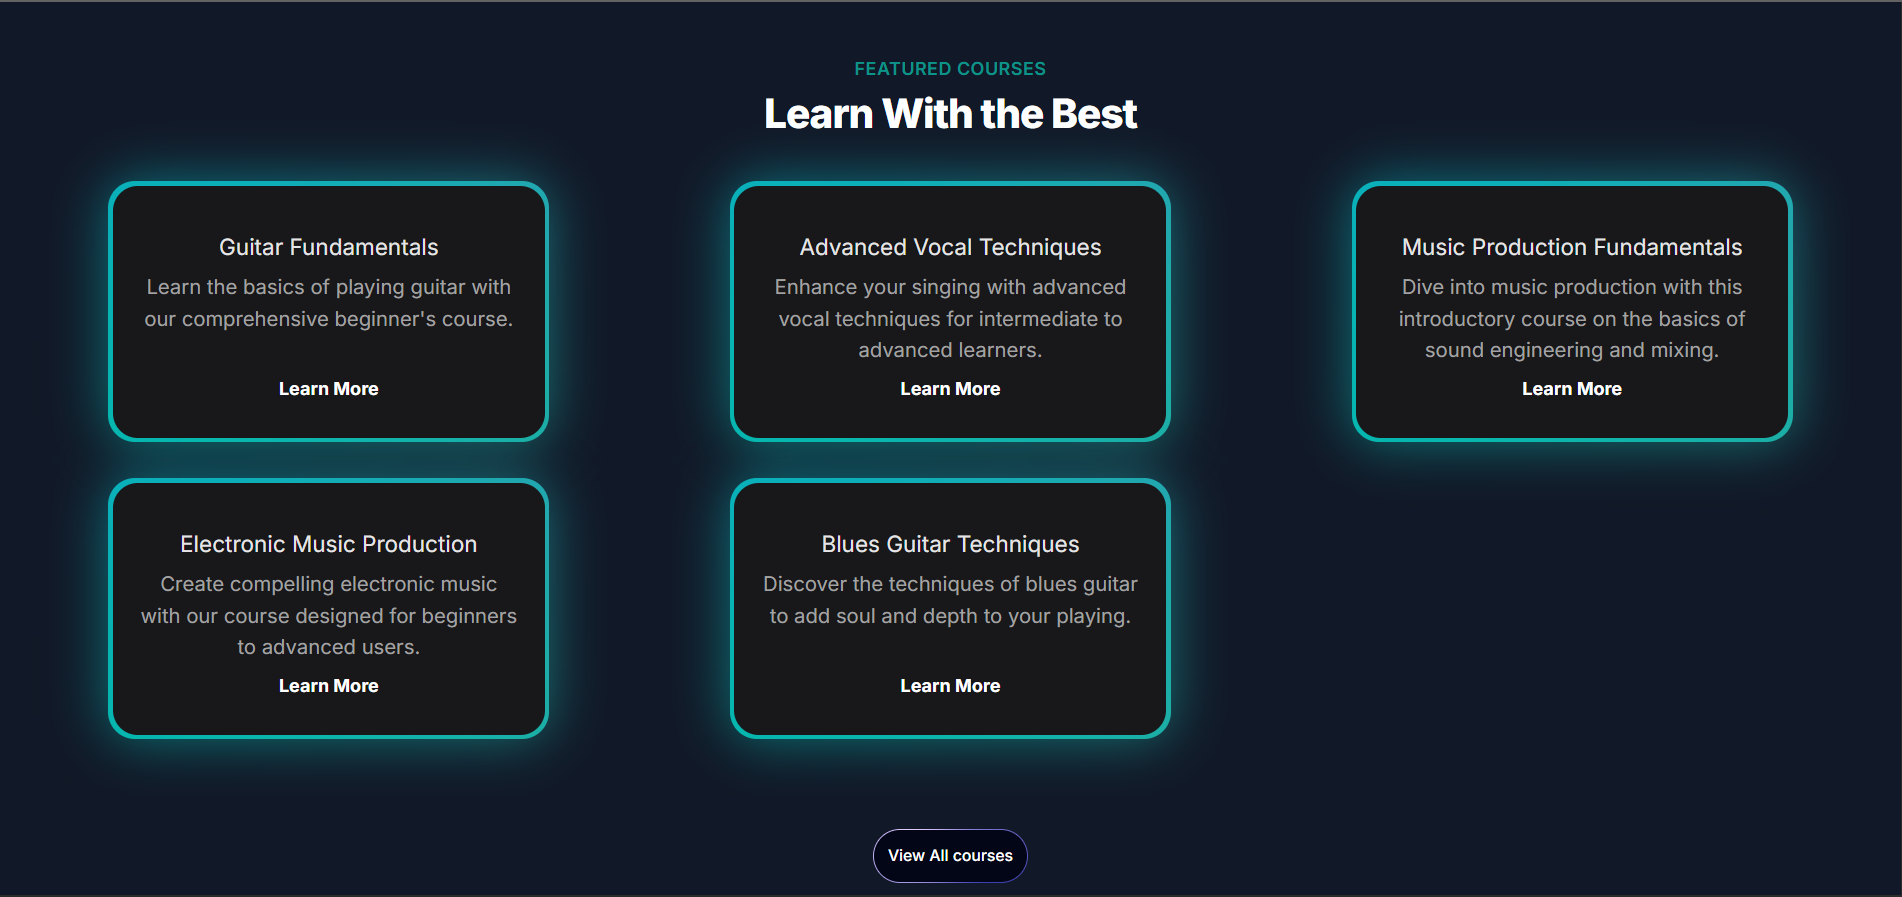 FEATURED COURSES
Learn With the Best
Guitar Fundamentals
Learn the basics of playing guitar with
our comprehensive beginner's course.
Learn More
Advanced Vocal Techniques
Enhance your singing with advanced
vocal techniques for intermediate to
advanced learners.
Learn More
Music Production Fundamentals
Dive into music production with this
introductory course on the basics of
sound engineering and mixing.
Learn More
Electronic Music Production
Create compelling electronic music
with our course designed for beginners
to advanced users.
Learn More
Blues Guitar Techniques
Discover the techniques of blues guitar
to add soul and depth to your playing.
Learn More
View All courses